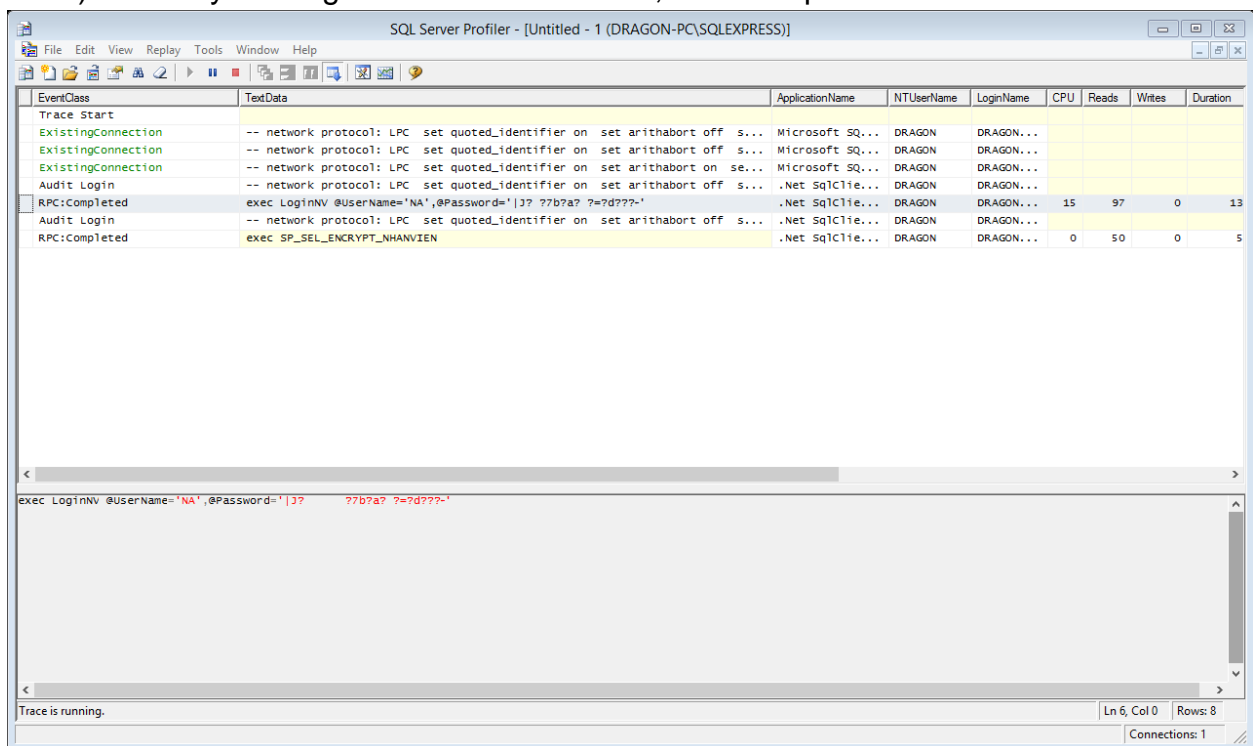 SQL Server Profiler - [Untitled - 1 (DRAGON-PC\SQLEXPRESS)]
File Edit View Replay Tools Window Help
EventClass TextData ApplicationName NTUserName LoginName CPU Reads Writes Duration
Trace Start
ExistingConnection -- network protocol: LPC set quoted_identifier on set arithabort off s... Microsoft SQ... DRAGON DRAGON...
ExistingConnection -- network protocol: LPC set quoted_identifier on set arithabort off s... Microsoft SQ... DRAGON DRAGON...
ExistingConnection -- network protocol: LPC set quoted_identifier on set arithabort on se... Microsoft SQ... DRAGON DRAGON...
Audit Login -- network protocol: LPC set quoted_identifier on set arithabort off s... .Net SqlClie... DRAGON DRAGON...
RPC:Completed exec LoginNV @UserName='NA',@Password='|J? ??7b?a? ?=?d???-' .Net SqlClie... DRAGON DRAGON... 15 97 0 13
Audit Login -- network protocol: LPC set quoted_identifier on set arithabort off s... .Net SqlClie... DRAGON DRAGON...
RPC:Completed exec SP_SEL_ENCRYPT_NHANVIEN .Net SqlClie... DRAGON DRAGON... 0 50 0 5
exec LoginNV @UserName='NA',@Password='|J? ??7b?a? ?=?d???-'
Trace is running. Ln 6, Col 0 Rows: 8
Connections: 1